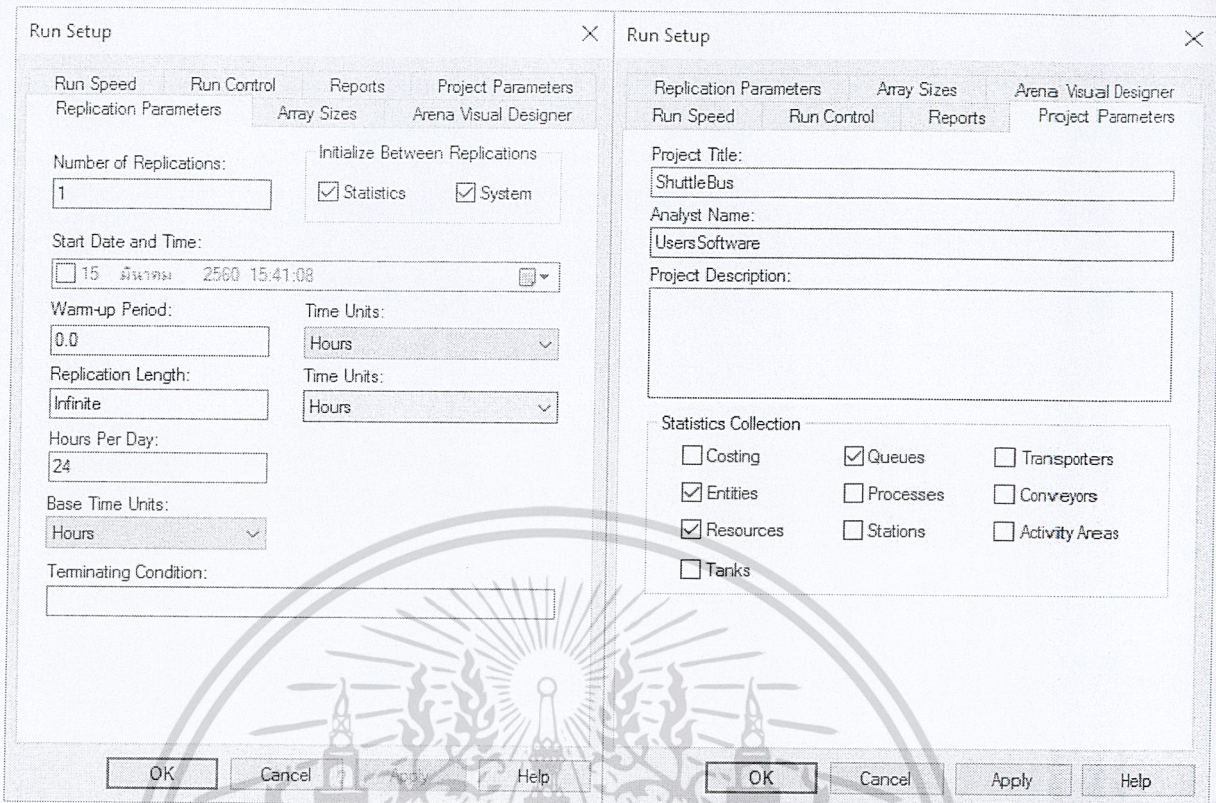 Run Setup
Run Speed Run Control Reports Project Parameters
Replication Parameters Array Sizes Arena Visual Designer
Number of Replications:
1
Initialize Between Replications
Statistics System
Start Date and Time:
15 มีนาคม 2560 15:41:08
Warm-up Period: Time Units:
0.0 Hours
Replication Length: Time Units:
Infinite Hours
Hours Per Day:
24
Base Time Units:
Hours
Terminating Condition:
OK Cancel Apply Help
Run Setup
Replication Parameters Array Sizes Arena Visual Designer
Run Speed Run Control Reports Project Parameters
Project Title:
ShuttleBus
Analyst Name:
UsersSoftware
Project Description:
Statistics Collection
Costing Queues Transporters
Entities Processes Conveyors
Resources Stations Activity Areas
Tanks
OK Cancel Apply Help